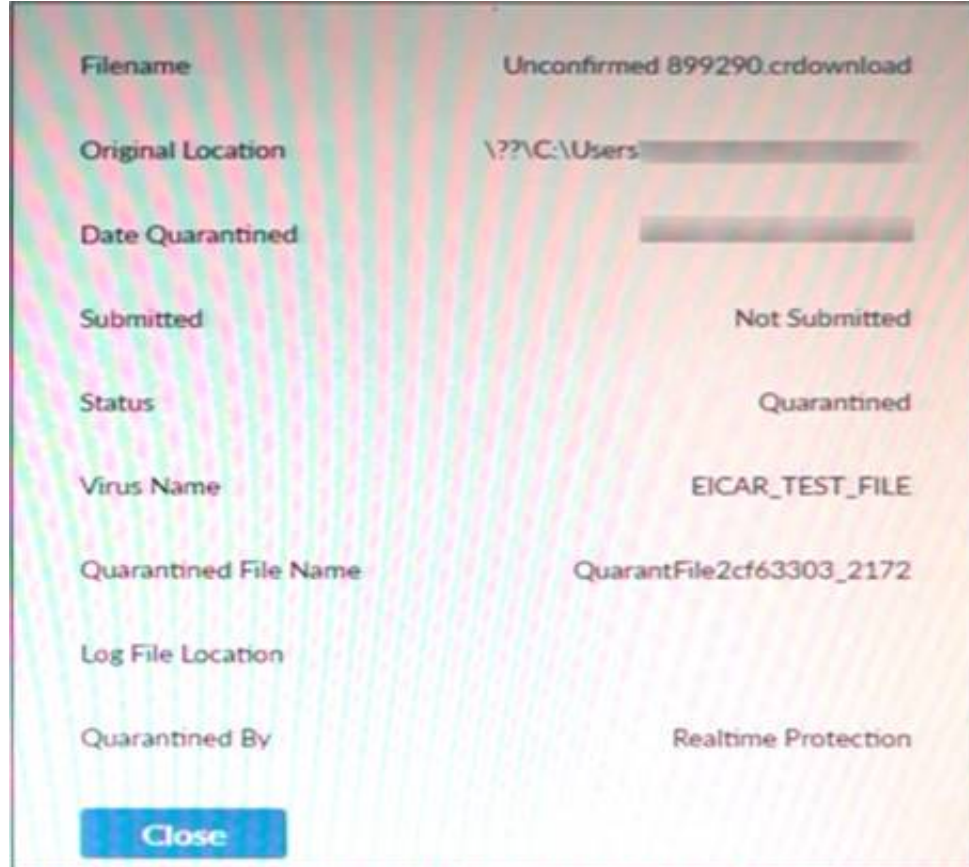 Filename Unconfirmed 899290.crdownload
Original Location \??\C:\Users
Date Quarantined
Submitted Not Submitted
Status Quarantined
Virus Name EICAR_TEST_FILE
Quarantined File Name QuarantFile2cf63303_2172
Log File Location
Quarantined By Realtime Protection
Close